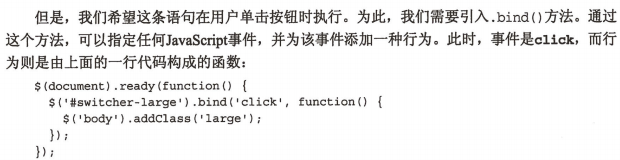 但是，我们希望这条语句在用户单击按钮时执行。为此，我们需要引入.bind()方法。通过
这个方法，可以指定任何JavaScript事件，并为该事件添加一种行为。此时，事件是click，而行
为则是由上面的一行代码构成的函数：
$(document).ready(function() {
  $('#switcher-large').bind('click', function() {
    $('body').addClass('large');
  });
});